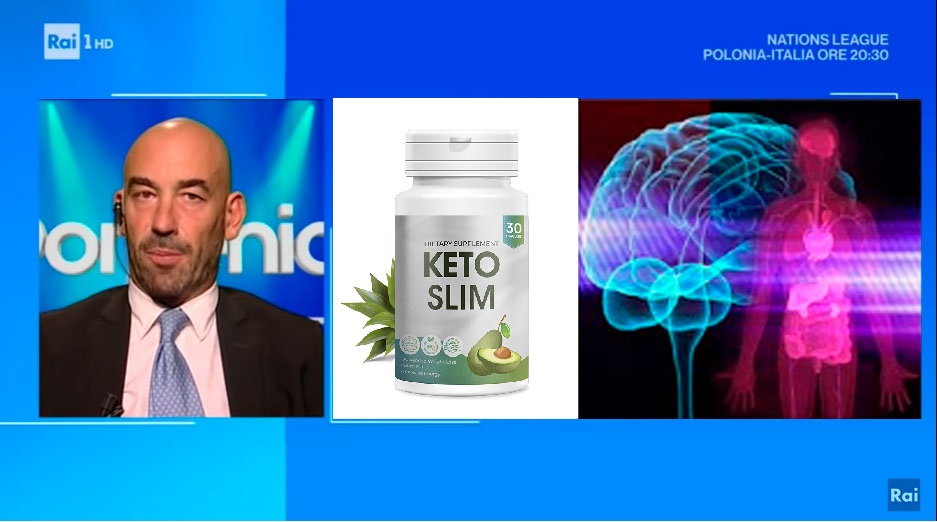 Rai 1 HD
NATIONS LEAGUE
POLONIA-ITALIA ORE 20:30
30
DIETARY SUPPLEMENT
KETO
SLIM
Rai